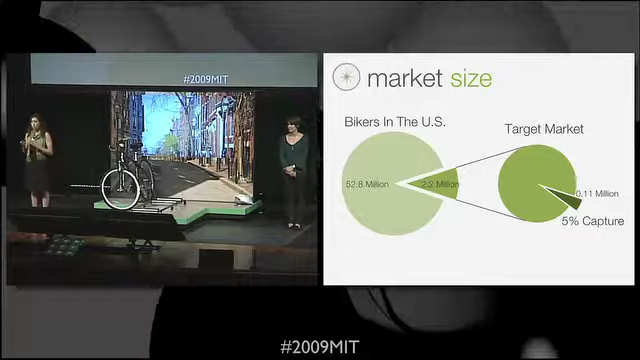 #2009MIT
market size
Bikers In The U.S.
Target Market
52.8 Million
2.2 Million
0.11 Million
5% Capture
#2009MIT